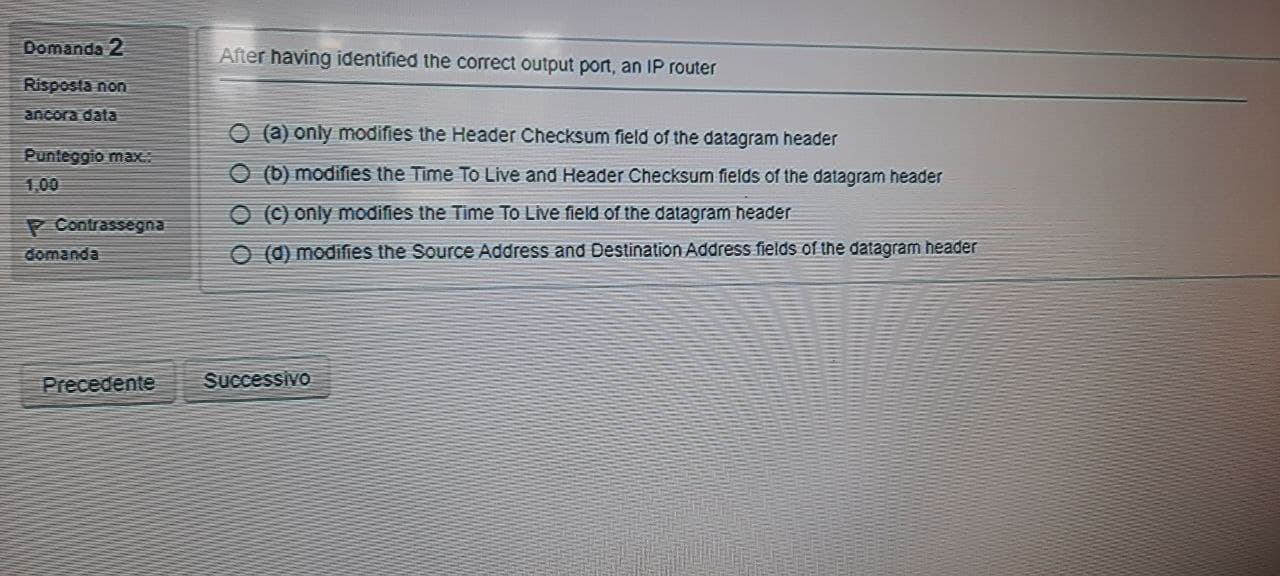 Domanda 2
Risposta non
ancora data
Punteggio max.:
1,00
Contrassegna
domanda
After having identified the correct output port, an IP router
(a) only modifies the Header Checksum field of the datagram header
(b) modifies the Time To Live and Header Checksum fields of the datagram header
(c) only modifies the Time To Live field of the datagram header
(d) modifies the Source Address and Destination Address fields of the datagram header
Precedente
Successivo